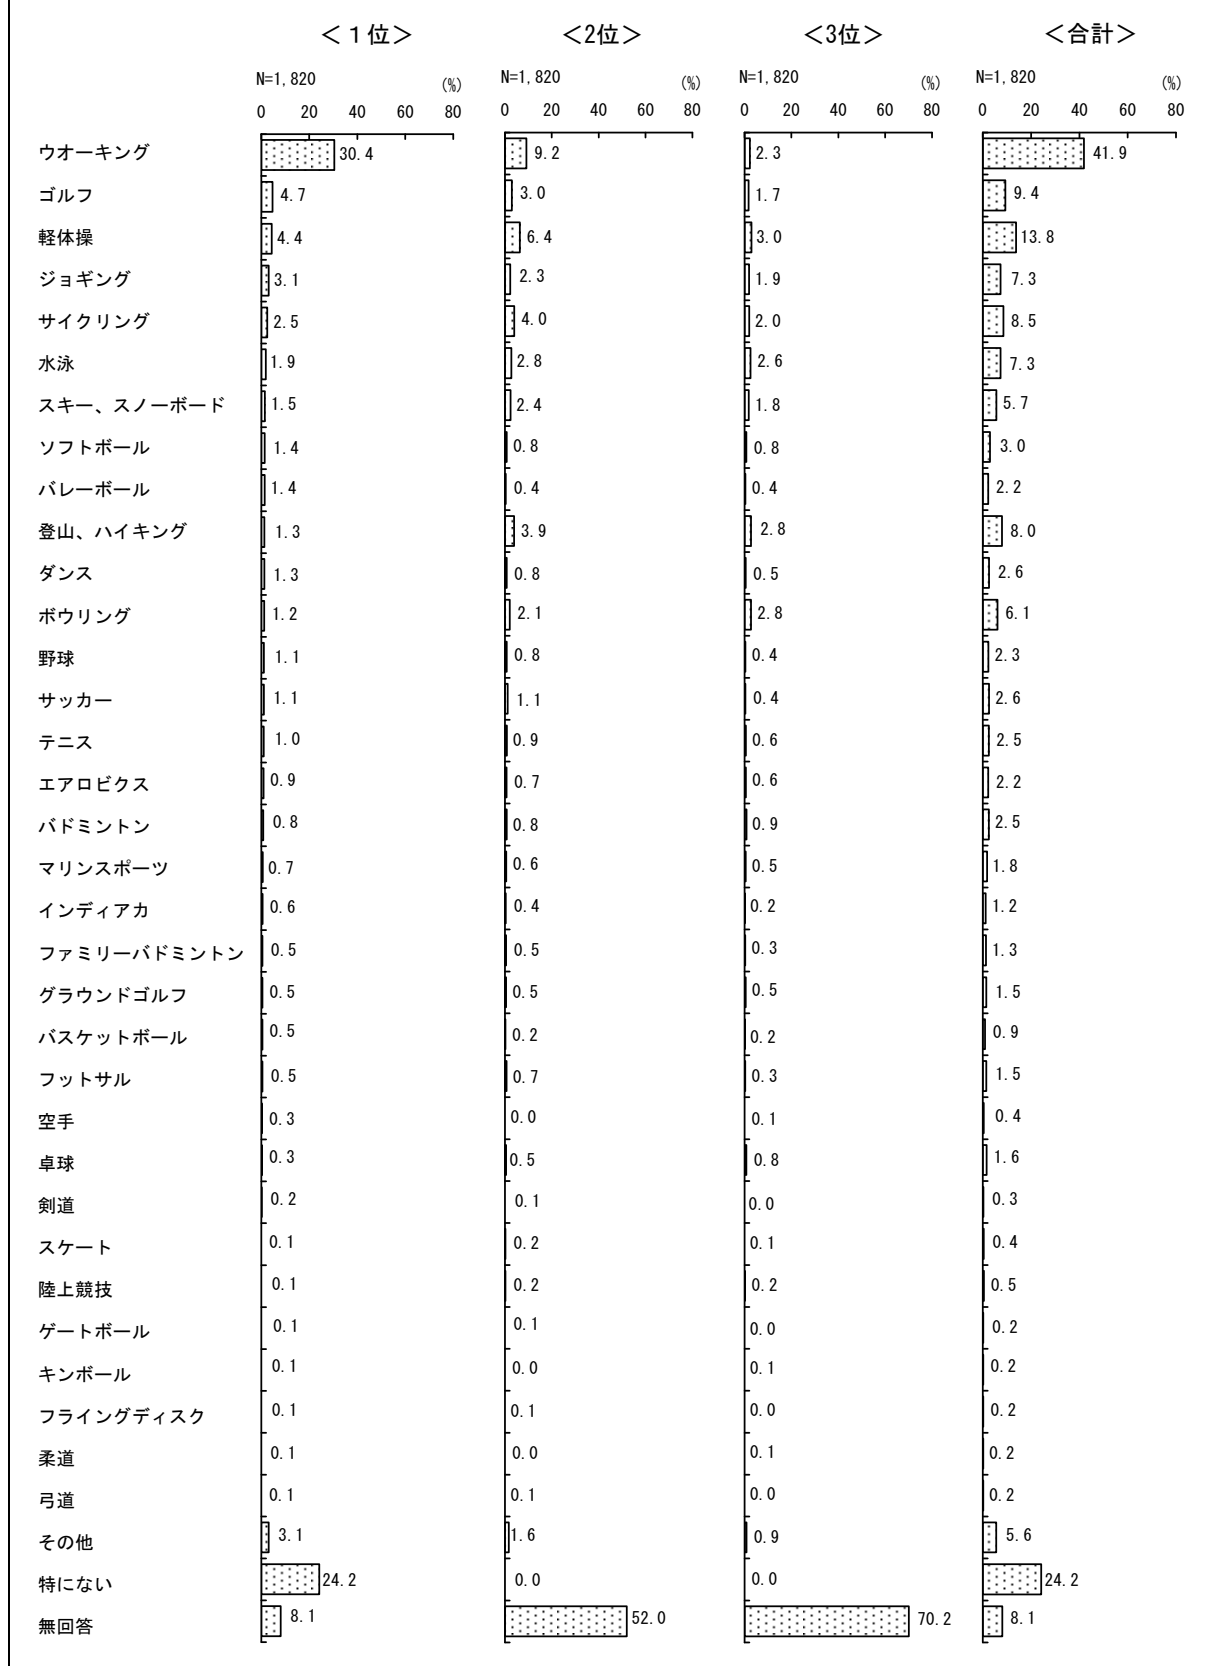 ＜１位＞ ＜2位＞ ＜3位＞ ＜合計＞
N=1,820 (%) N=1,820 (%) N=1,820 (%) N=1,820 (%)
0 20 40 60 80 0 20 40 60 80 0 20 40 60 80 0 20 40 60 80
ウオーキング 30.4 9.2 2.3 41.9
ゴルフ 4.7 3.0 1.7 9.4
軽体操 4.4 6.4 3.0 13.8
ジョギング 3.1 2.3 1.9 7.3
サイクリング 2.5 4.0 2.0 8.5
水泳 1.9 2.8 2.6 7.3
スキー、スノーボード 1.5 2.4 1.8 5.7
ソフトボール 1.4 0.8 0.8 3.0
バレーボール 1.4 0.4 0.4 2.2
登山、ハイキング 1.3 3.9 2.8 8.0
ダンス 1.3 0.8 0.5 2.6
ボウリング 1.2 2.1 2.8 6.1
野球 1.1 0.8 0.4 2.3
サッカー 1.1 1.1 0.4 2.6
テニス 1.0 0.9 0.6 2.5
エアロビクス 0.9 0.7 0.6 2.2
バドミントン 0.8 0.8 0.9 2.5
マリンスポーツ 0.7 0.6 0.5 1.8
インディアカ 0.6 0.4 0.2 1.2
ファミリーバドミントン 0.5 0.5 0.3 1.3
グラウンドゴルフ 0.5 0.5 0.5 1.5
バスケットボール 0.5 0.2 0.2 0.9
フットサル 0.5 0.7 0.3 1.5
空手 0.3 0.0 0.1 0.4
卓球 0.3 0.5 0.8 1.6
剣道 0.2 0.1 0.0 0.3
スケート 0.1 0.2 0.1 0.4
陸上競技 0.1 0.2 0.2 0.5
ゲートボール 0.1 0.1 0.0 0.2
キンボール 0.1 0.0 0.1 0.2
フライングディスク 0.1 0.1 0.0 0.2
柔道 0.1 0.0 0.1 0.2
弓道 0.1 0.1 0.0 0.2
その他 3.1 1.6 0.9 5.6
特にない 24.2 0.0 0.0 24.2
無回答 8.1 52.0 70.2 8.1